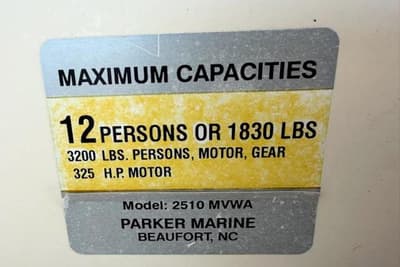 MAXIMUM CAPACITIES
12 PERSONS OR 1830 LBS
3200 LBS. PERSONS, MOTOR, GEAR
325 H.P. MOTOR
Model: 2510 MVWA
PARKER MARINE
BEAUFORT, NC